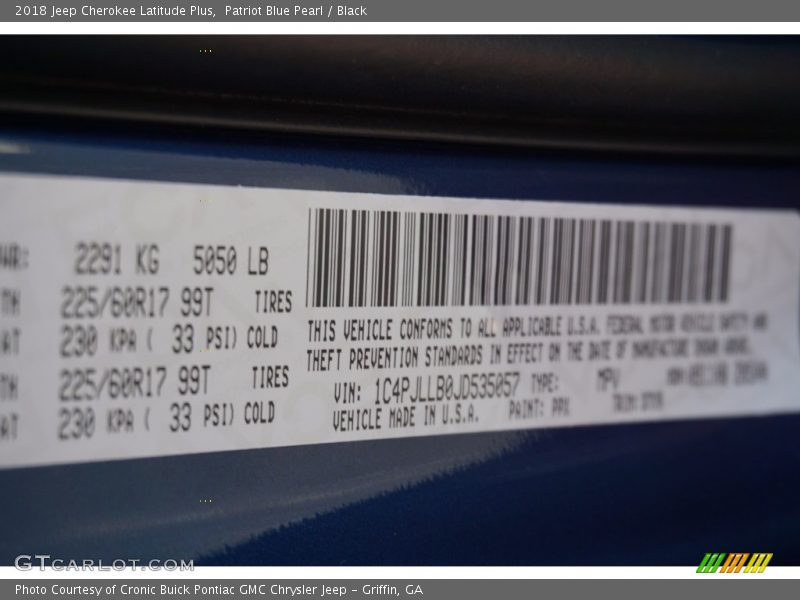 2018 Jeep Cherokee Latitude Plus, Patriot Blue Pearl / Black
2291 KG 5050 LB
225/60R17 99T TIRES
230 KPA ( 33 PSI) COLD
225/60R17 99T TIRES
230 KPA ( 33 PSI) COLD
THIS VEHICLE CONFORMS TO ALL APPLICABLE U.S.A. FEDERAL MOTOR VEHICLE SAFETY AND
THEFT PREVENTION STANDARDS IN EFFECT ON THE DATE OF MANUFACTURE SHOWN ABOVE.
VIN: 1C4PJLLB0JD535057 TYPE: MPV
VEHICLE MADE IN U.S.A. PAINT: PPX TRIM:
GTCARLOT.COM
Photo Courtesy of Cronic Buick Pontiac GMC Chrysler Jeep - Griffin, GA